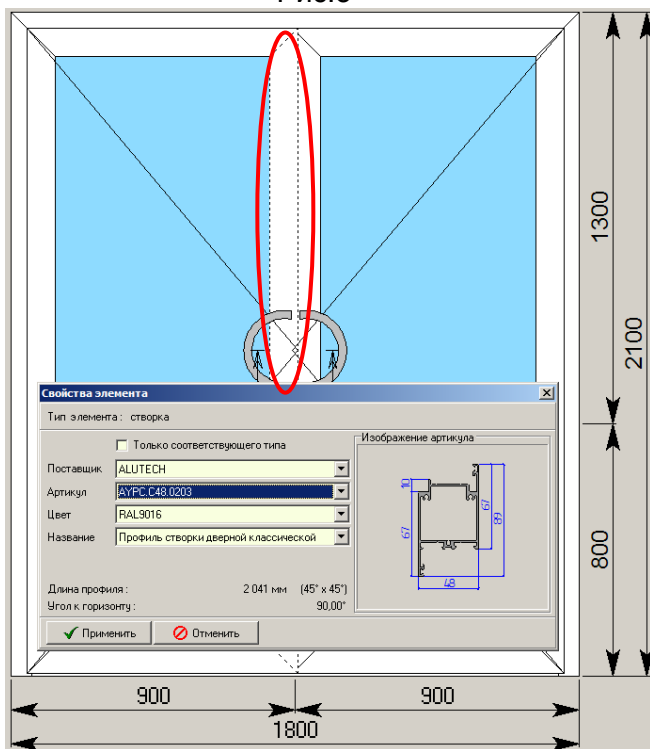 1300
2100
Свойства элемента
Тип элемента: створка
Только соответствующего типа
Изображение артикула
Поставщик ALUTECH
Артикул AYPC.C48.0203
Цвет RAL9016
Название Профиль створки дверной классической
10
67
67
89
48
Длина профиля: 2 041 мм (45° x 45°)
Угол к горизонту: 90,00°
Применить Отменить
800
900 900
1800